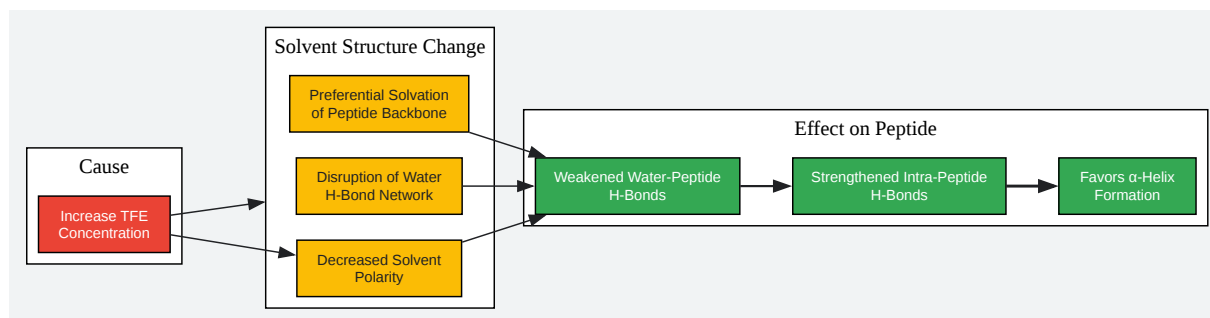 Cause
Increase TFE
Concentration
Solvent Structure Change
Preferential Solvation
of Peptide Backbone
Disruption of Water
H-Bond Network
Decreased Solvent
Polarity
Effect on Peptide
Weakened Water-Peptide
H-Bonds
Strengthened Intra-Peptide
H-Bonds
Favors α-Helix
Formation